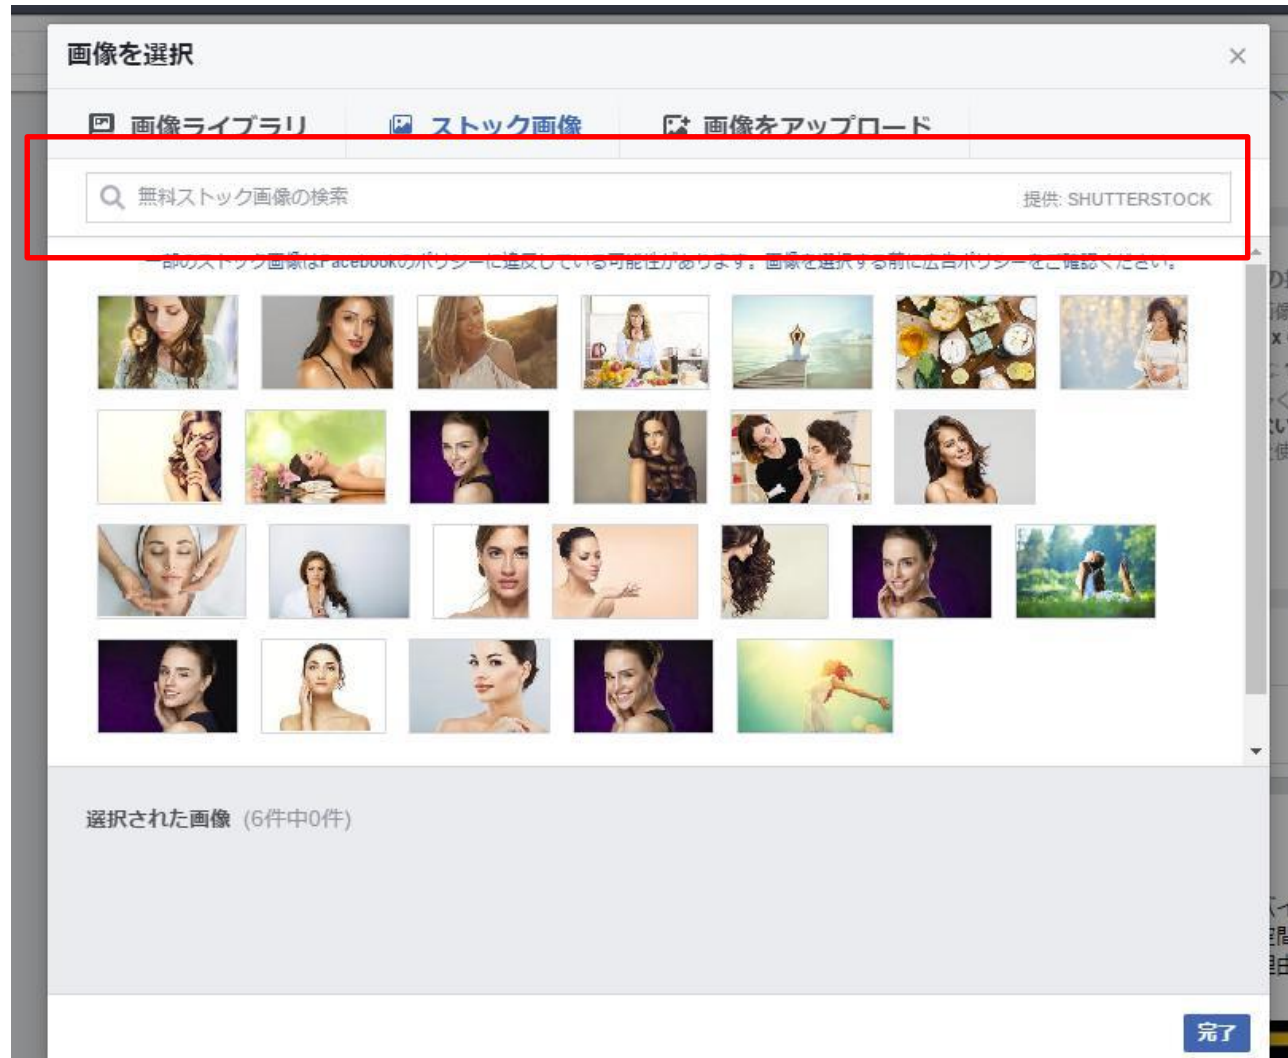 画像を選択
画像ライブラリ
ストック画像
画像をアップロード
無料ストック画像の検索
提供: SHUTTERSTOCK
一部のストック画像はFacebookのポリシーに違反している可能性があります。画像を選択する前に広告ポリシーをご確認ください。
選択された画像 (6件中0件)
完了